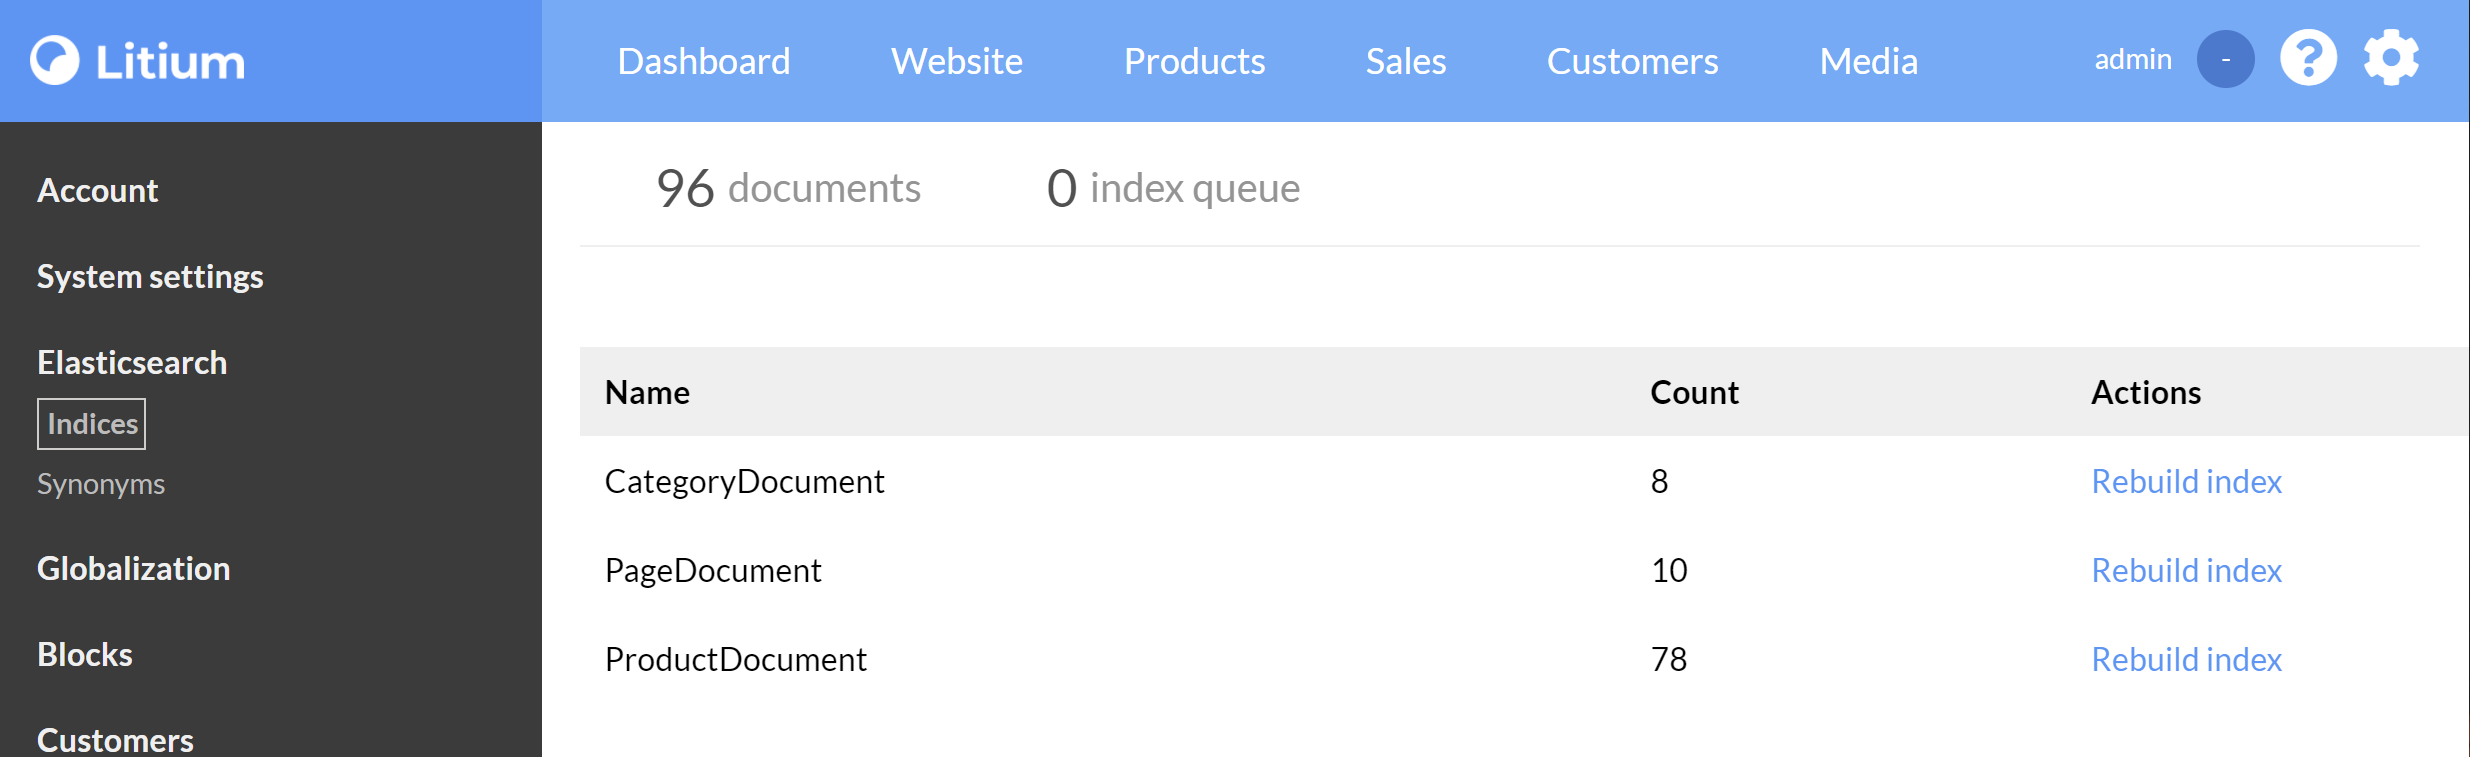 Litium
Dashboard Website Products Sales Customers Media admin - ?
Account
System settings
Elasticsearch
Indices
Synonyms
Globalization
Blocks
Customers
96 documents 0 index queue
Name Count Actions
CategoryDocument 8 Rebuild index
PageDocument 10 Rebuild index
ProductDocument 78 Rebuild index